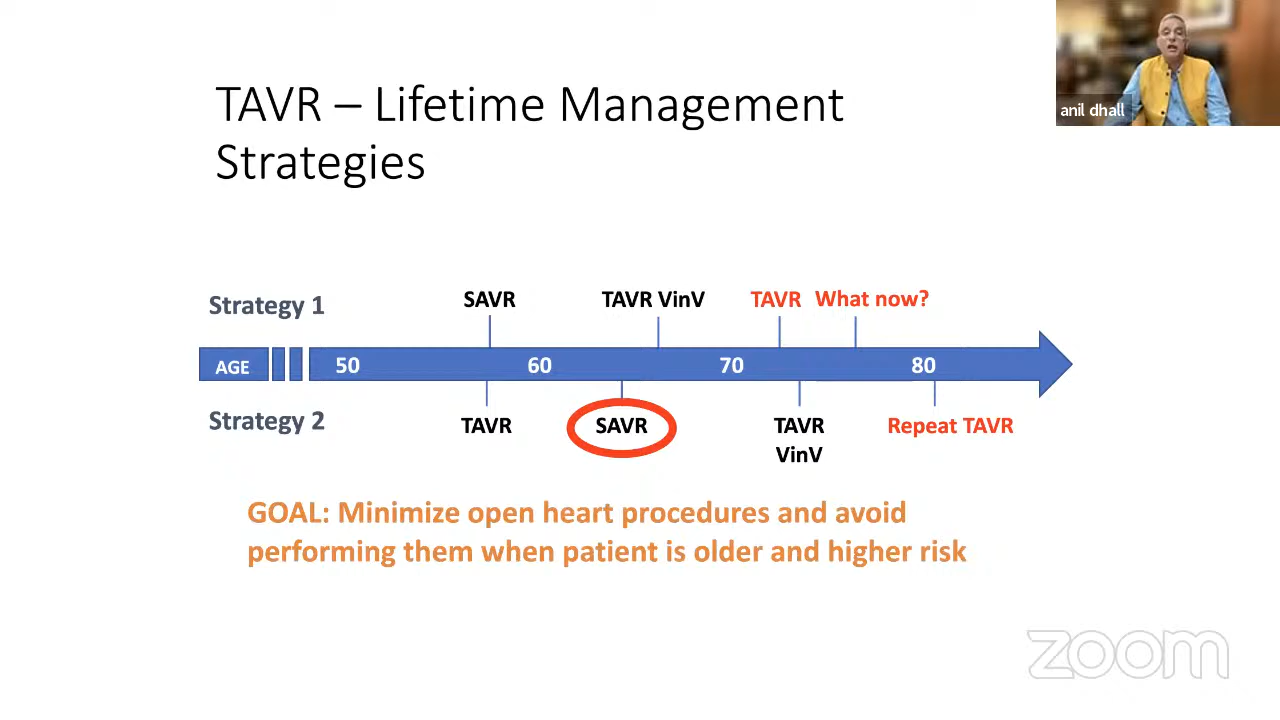 anil dhall
TAVR – Lifetime Management
Strategies
Strategy 1
SAVR
TAVR VinV
TAVR
What now?
AGE
50
60
70
80
Strategy 2
TAVR
SAVR
TAVR
VinV
Repeat TAVR
GOAL: Minimize open heart procedures and avoid
performing them when patient is older and higher risk
zoom